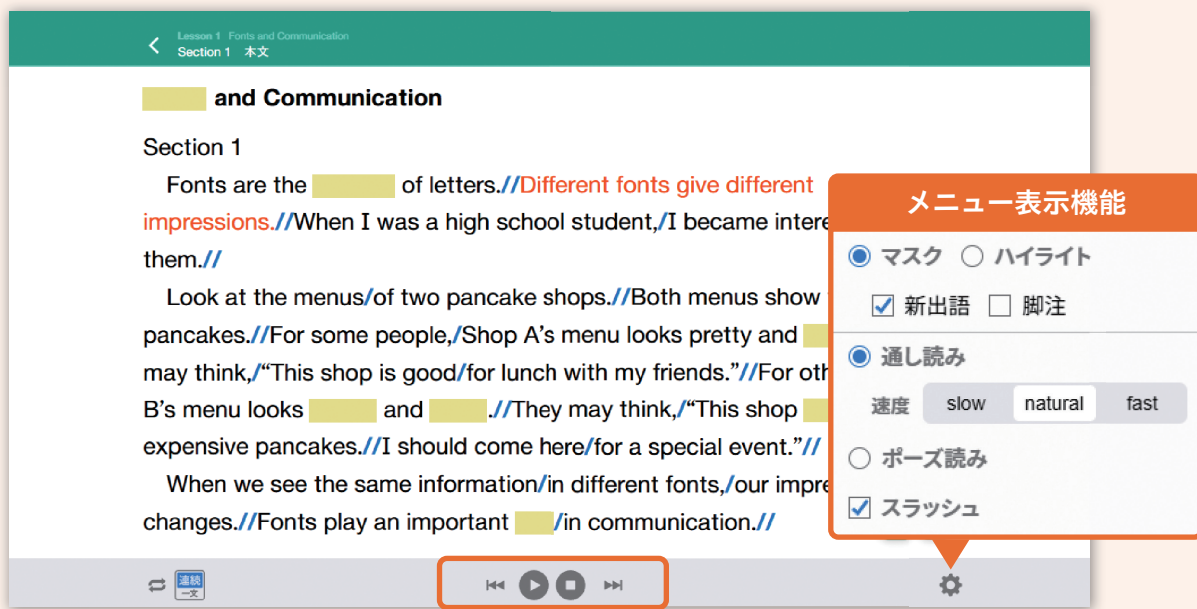 Lesson 1 Fonts and Communication
Section 1 本文
and Communication
Section 1
Fonts are the of letters.//Different fonts give different
impressions.//When I was a high school student,/I became intere
them.//
Look at the menus/of two pancake shops.//Both menus show
pancakes.//For some people,/Shop A’s menu looks pretty and
may think,/“This shop is good/for lunch with my friends.”//For oth
B’s menu looks and .//They may think,/“This shop
expensive pancakes.//I should come here/for a special event.”//
When we see the same information/in different fonts,/our impre
changes.//Fonts play an important /in communication.//
メニュー表示機能
マスク ハイライト
新出語 脚注
通し読み
速度 slow natural fast
ポーズ読み
スラッシュ
連続
一文